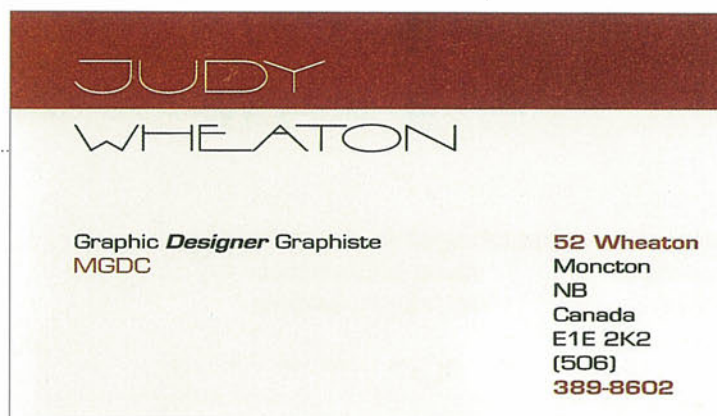 JUDY
WHEATON
Graphic Designer Graphiste
MGDC
52 Wheaton
Moncton
NB
Canada
E1E 2K2
(506)
389-8602